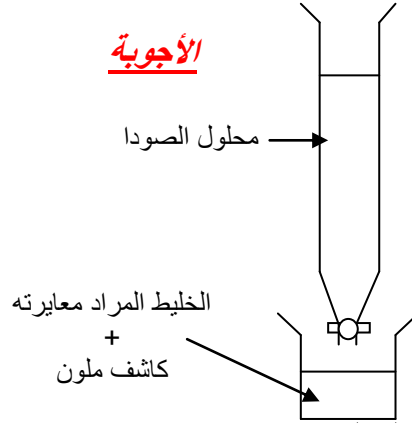 الأجوبة
محلول الصودا
الخليط المراد معايرته
+
كاشف ملون